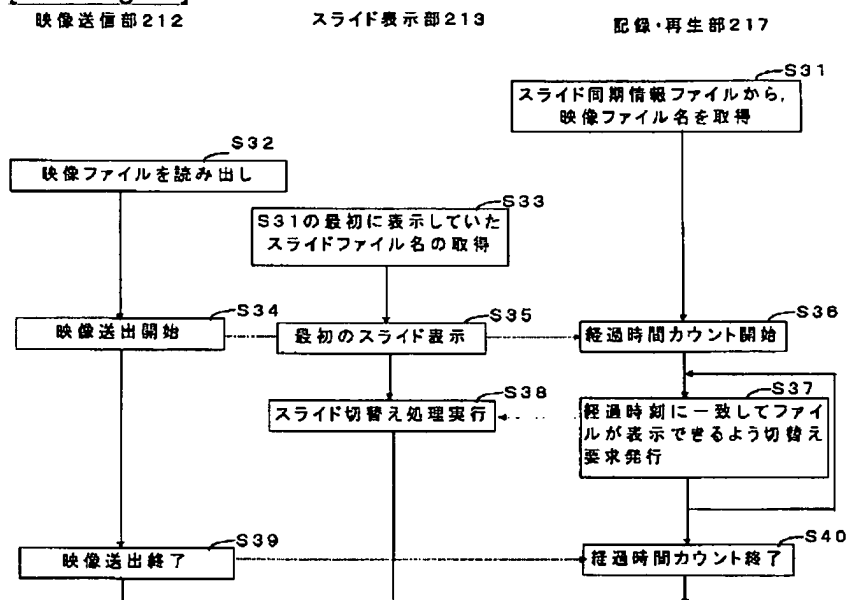 映像送信部212
スライド表示部213
記録・再生部217
S31
スライド同期情報ファイルから,
映像ファイル名を取得
S32
映像ファイルを読み出し
S33
S31の最初に表示していた
スライドファイル名の取得
S34
映像送出開始
S35
最初のスライド表示
S36
経過時間カウント開始
S37
経過時刻に一致してファイ
ルが表示できるよう切替え
要求発行
S38
スライド切替え処理実行
S39
映像送出終了
S40
経過時間カウント終了